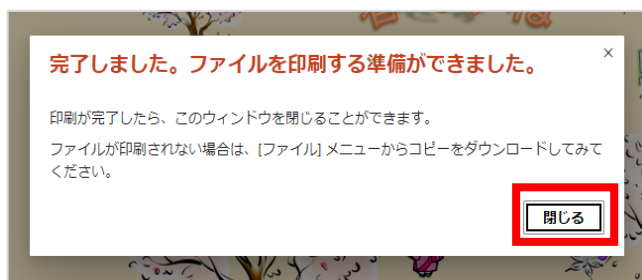 完了しました。ファイルを印刷する準備ができました。
×
印刷が完了したら、このウィンドウを閉じることができます。
ファイルが印刷されない場合は、[ファイル] メニューからコピーをダウンロードしてみて
ください。
閉じる